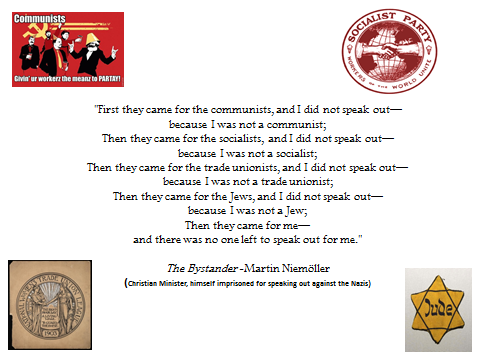 Communists
Givin' ur workerz the meanz to PARTAY!
SOCIALIST PARTY
WORKERS OF THE WORLD UNITE
"First they came for the communists, and I did not speak out—
because I was not a communist;
Then they came for the socialists, and I did not speak out—
because I was not a socialist;
Then they came for the trade unionists, and I did not speak out—
because I was not a trade unionist;
Then they came for the Jews, and I did not speak out—
because I was not a Jew;
Then they came for me—
and there was no one left to speak out for me."
The Bystander -Martin Niemöller
(Christian Minister, himself imprisoned for speaking out against the Nazis)
TRADE UNION LEAGUE
1903
Jude